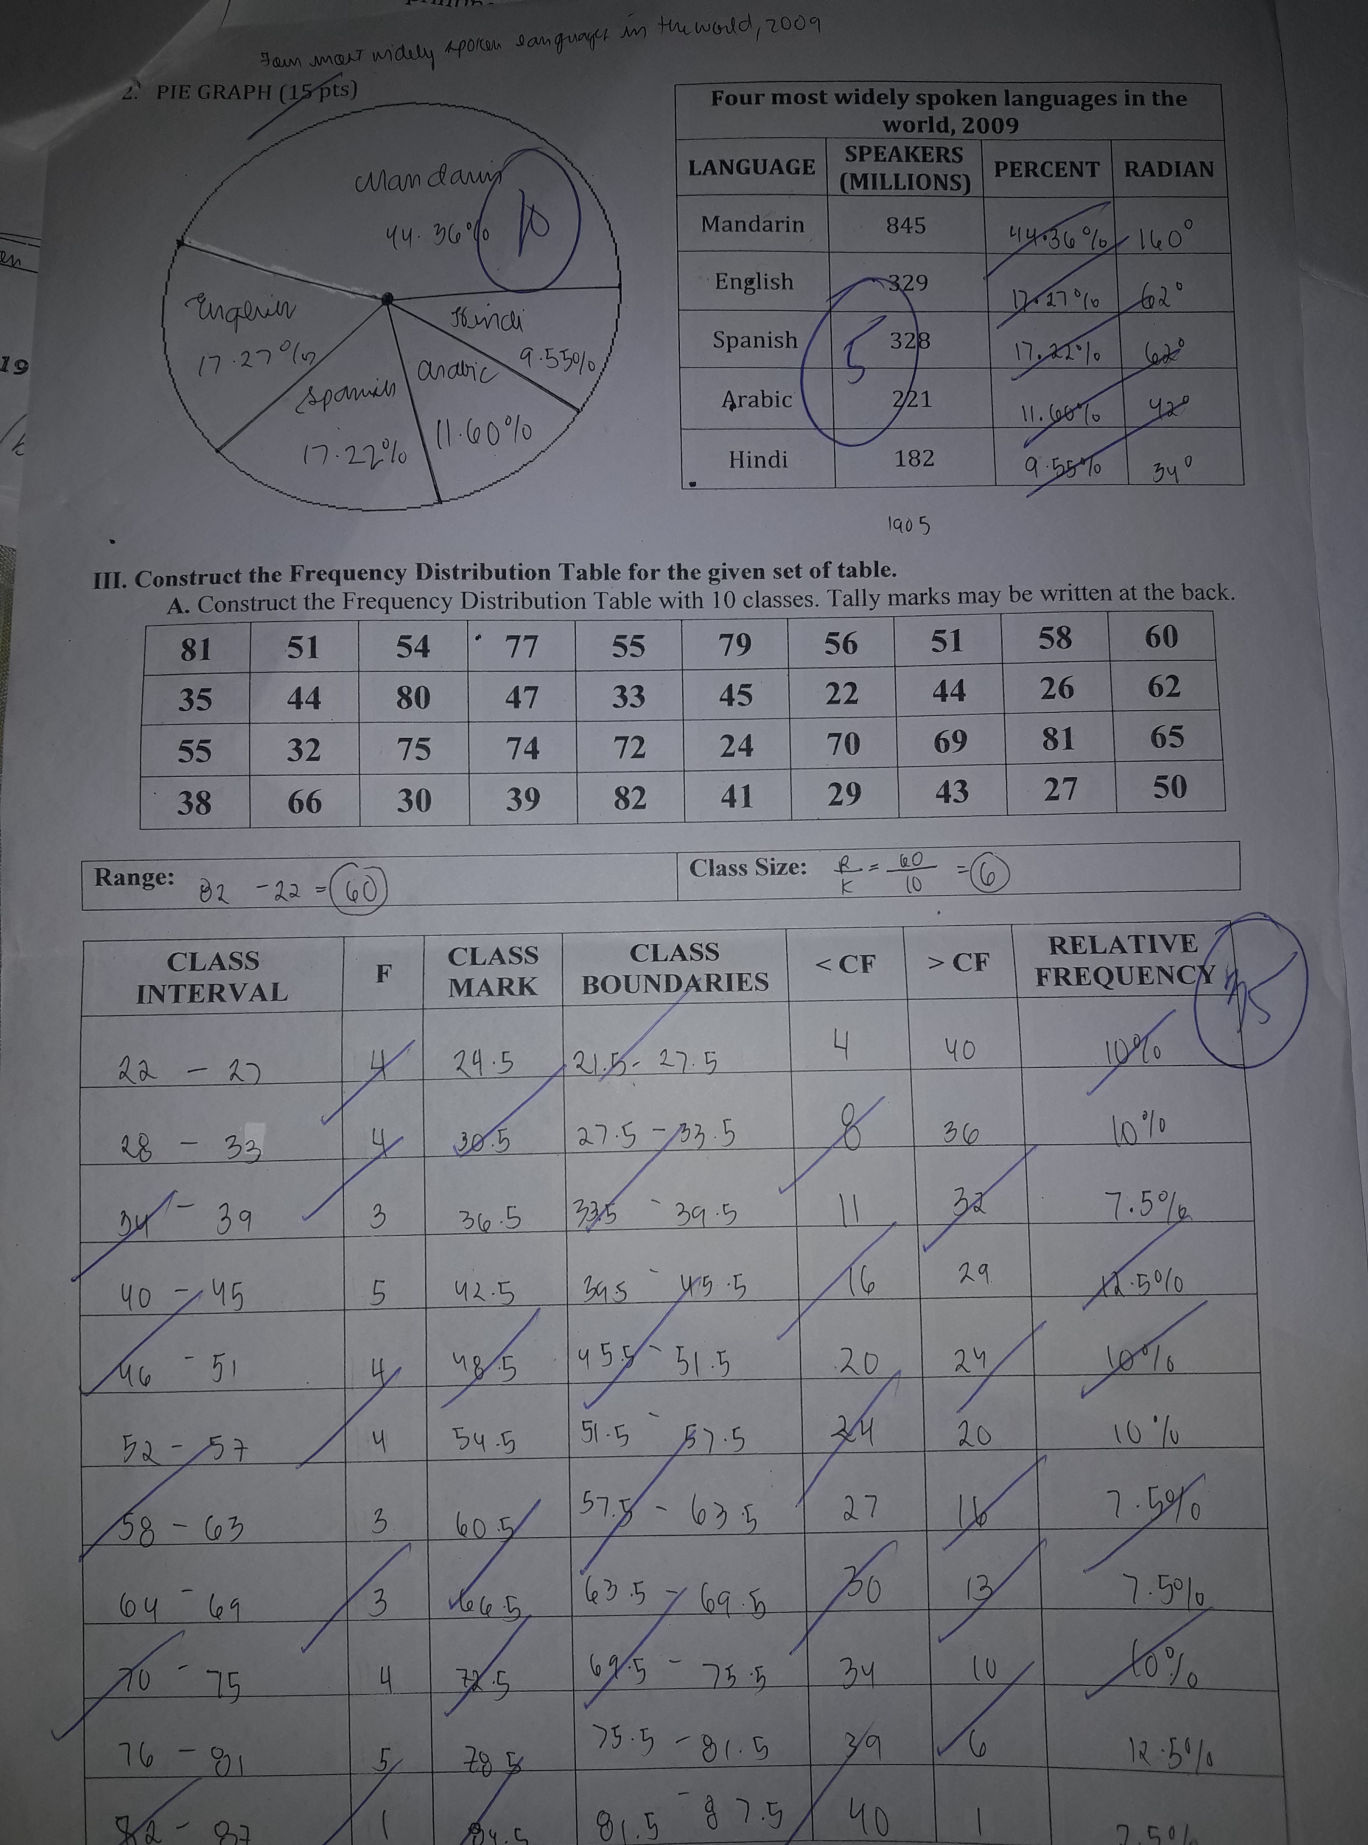 Four most widely spoken languages in the world, 2009
2. PIE GRAPH (15 pts)
Mandarin
44.36%
10
English
17.27%
Spanish
17.22%
Arabic
11.60%
Hindi
9.55%
Four most widely spoken languages in the world, 2009
LANGUAGE SPEAKERS (MILLIONS) PERCENT RADIAN
Mandarin 845 44.36% 160°
English 329 17.27% 62°
Spanish 328 17.22% 62°
Arabic 221 11.60% 42°
Hindi 182 9.55% 34°
5
1905
19
III. Construct the Frequency Distribution Table for the given set of table.
A. Construct the Frequency Distribution Table with 10 classes. Tally marks may be written at the back.
81 51 54 77 55 79 56 51 58 60
35 44 80 47 33 45 22 44 26 62
55 32 75 74 72 24 70 69 81 65
38 66 30 39 82 41 29 43 27 50
Range: 82 - 22 = 60
Class Size: R/K = 60/10 = 6
CLASS INTERVAL F CLASS MARK CLASS BOUNDARIES < CF > CF RELATIVE FREQUENCY
22 - 27 4 24.5 21.5 - 27.5 4 40 10%
28 - 33 4 30.5 27.5 - 33.5 8 36 10%
34 - 39 3 36.5 33.5 - 39.5 11 32 7.5%
40 - 45 5 42.5 39.5 - 45.5 16 29 12.5%
46 - 51 4 48.5 45.5 - 51.5 20 24 10%
52 - 57 4 54.5 51.5 - 57.5 24 20 10%
58 - 63 3 60.5 57.5 - 63.5 27 16 7.5%
64 - 69 3 66.5 63.5 - 69.5 30 13 7.5%
70 - 75 4 72.5 69.5 - 75.5 34 10 10%
76 - 81 5 78.5 75.5 - 81.5 39 6 12.5%
82 - 87 1 84.5 81.5 - 87.5 40 1 2.5%